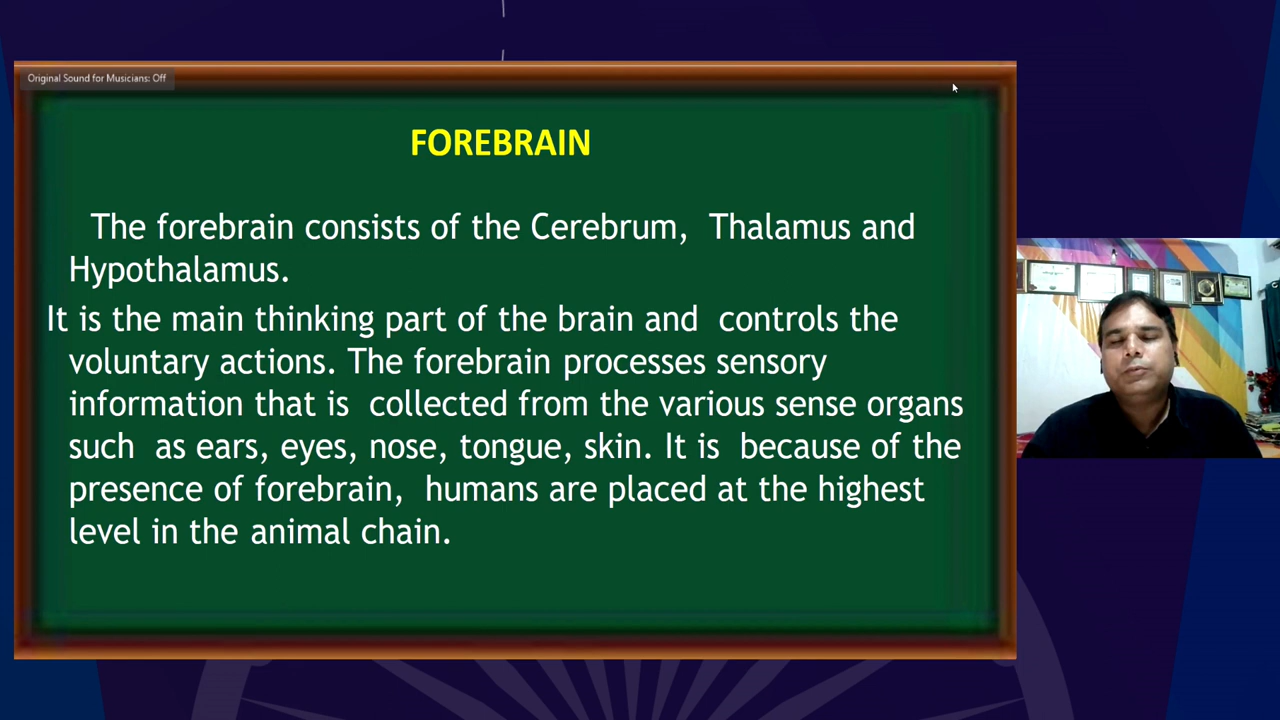 Original Sound for Musicians: Off
FOREBRAIN
The forebrain consists of the Cerebrum, Thalamus and
Hypothalamus.
It is the main thinking part of the brain and controls the
voluntary actions. The forebrain processes sensory
information that is collected from the various sense organs
such as ears, eyes, nose, tongue, skin. It is because of the
presence of forebrain, humans are placed at the highest
level in the animal chain.